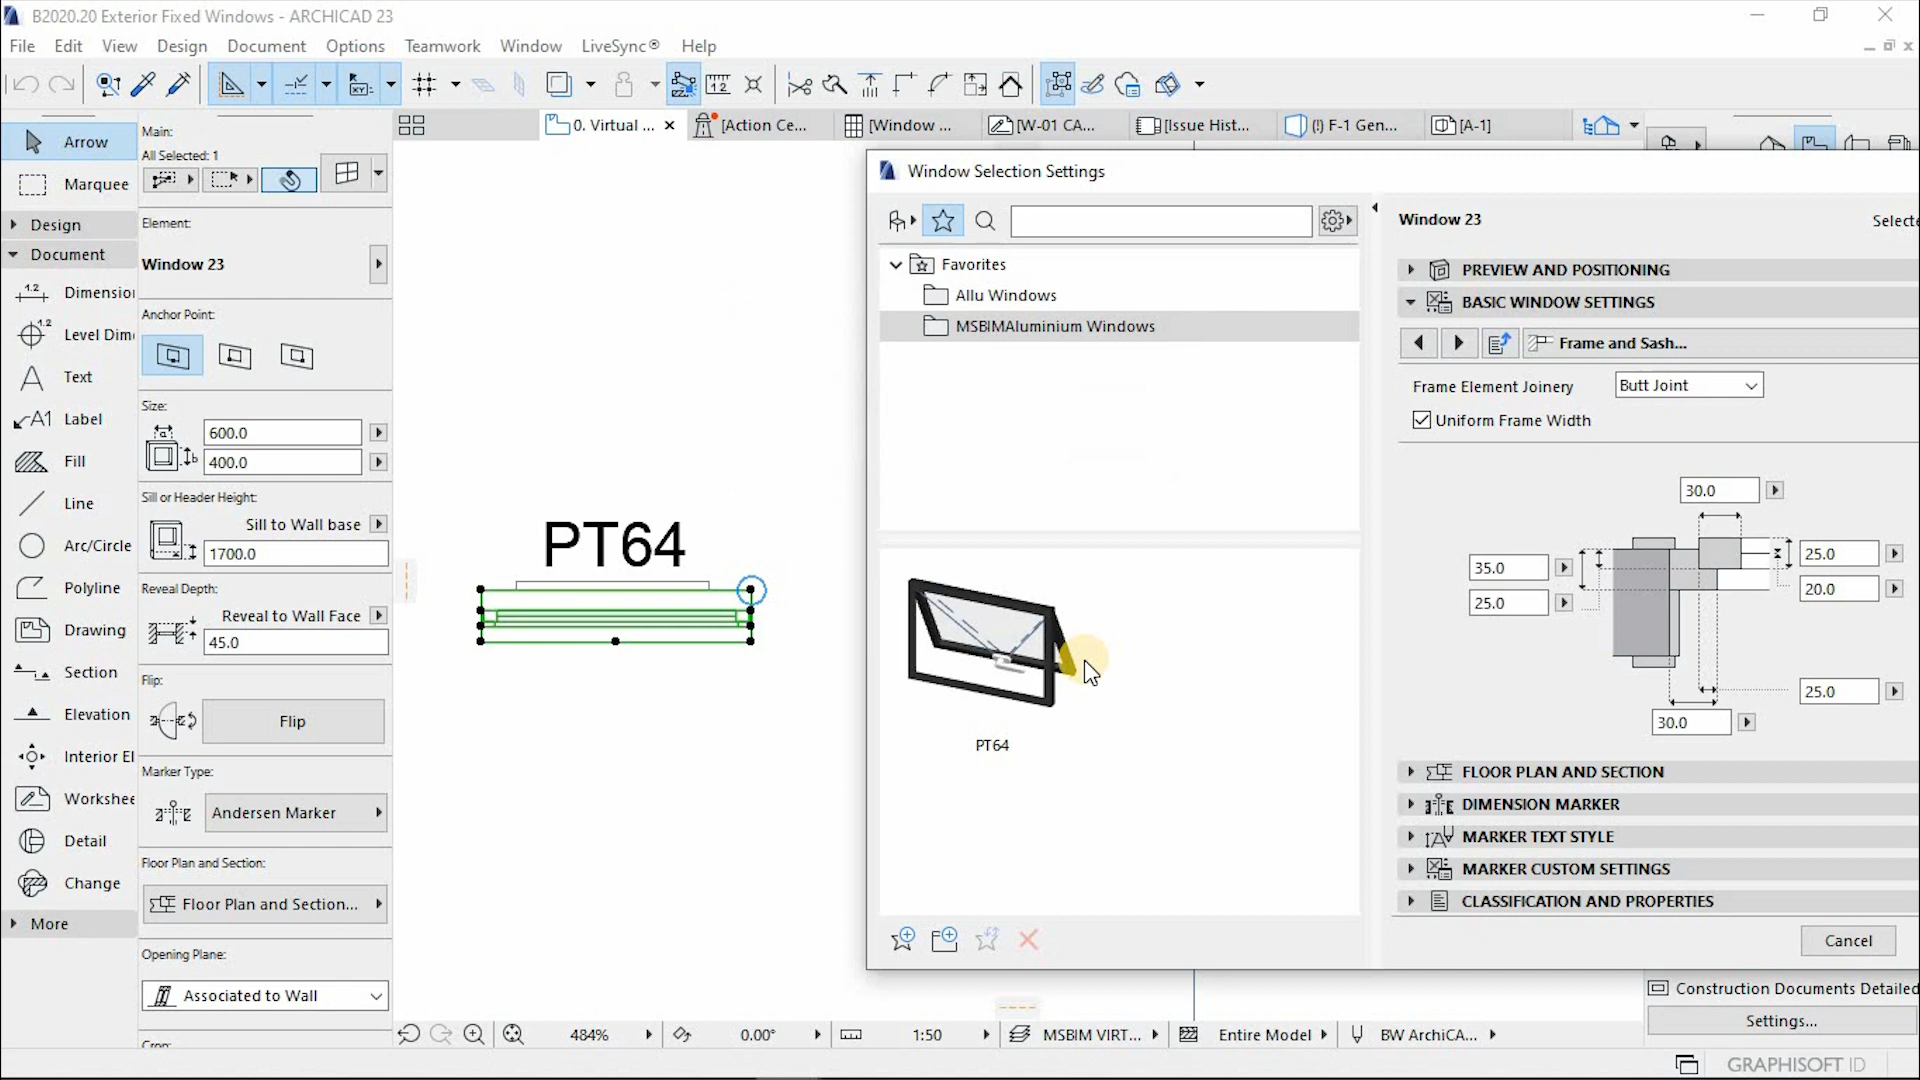 B2020.20 Exterior Fixed Windows - ARCHICAD 23
File Edit View Design Document Options Teamwork Window LiveSync® Help
0. Virtual ... [Action Ce... [Window ... [W-01 CA... [Issue Hist... (!) F-1 Gen... [A-1]
Arrow
Marquee
Design
Document
Dimension
Level Dim
Text
Label
Fill
Line
Arc/Circle
Polyline
Drawing
Section
Elevation
Interior El
Workshee
Detail
Change
More
Main:
All Selected: 1
Element:
Window 23
Anchor Point:
Size:
600.0
400.0
Sill or Header Height:
Sill to Wall base
1700.0
Reveal Depth:
Reveal to Wall Face
45.0
Flip:
Flip
Marker Type:
Andersen Marker
Floor Plan and Section:
Floor Plan and Section...
Opening Plane:
Associated to Wall
Crop:
PT64
Window Selection Settings
Favorites
Allu Windows
MSBIMAluminium Windows
PT64
Window 23
Selecte
PREVIEW AND POSITIONING
BASIC WINDOW SETTINGS
Frame and Sash...
Frame Element Joinery Butt Joint
Uniform Frame Width
30.0
35.0
25.0
25.0
20.0
25.0
30.0
FLOOR PLAN AND SECTION
DIMENSION MARKER
MARKER TEXT STYLE
MARKER CUSTOM SETTINGS
CLASSIFICATION AND PROPERTIES
Cancel
Construction Documents Detailed
Settings...
484% 0.00° 1:50 MSBIM VIRT... Entire Model BW ArchiCA...
GRAPHISOFT ID